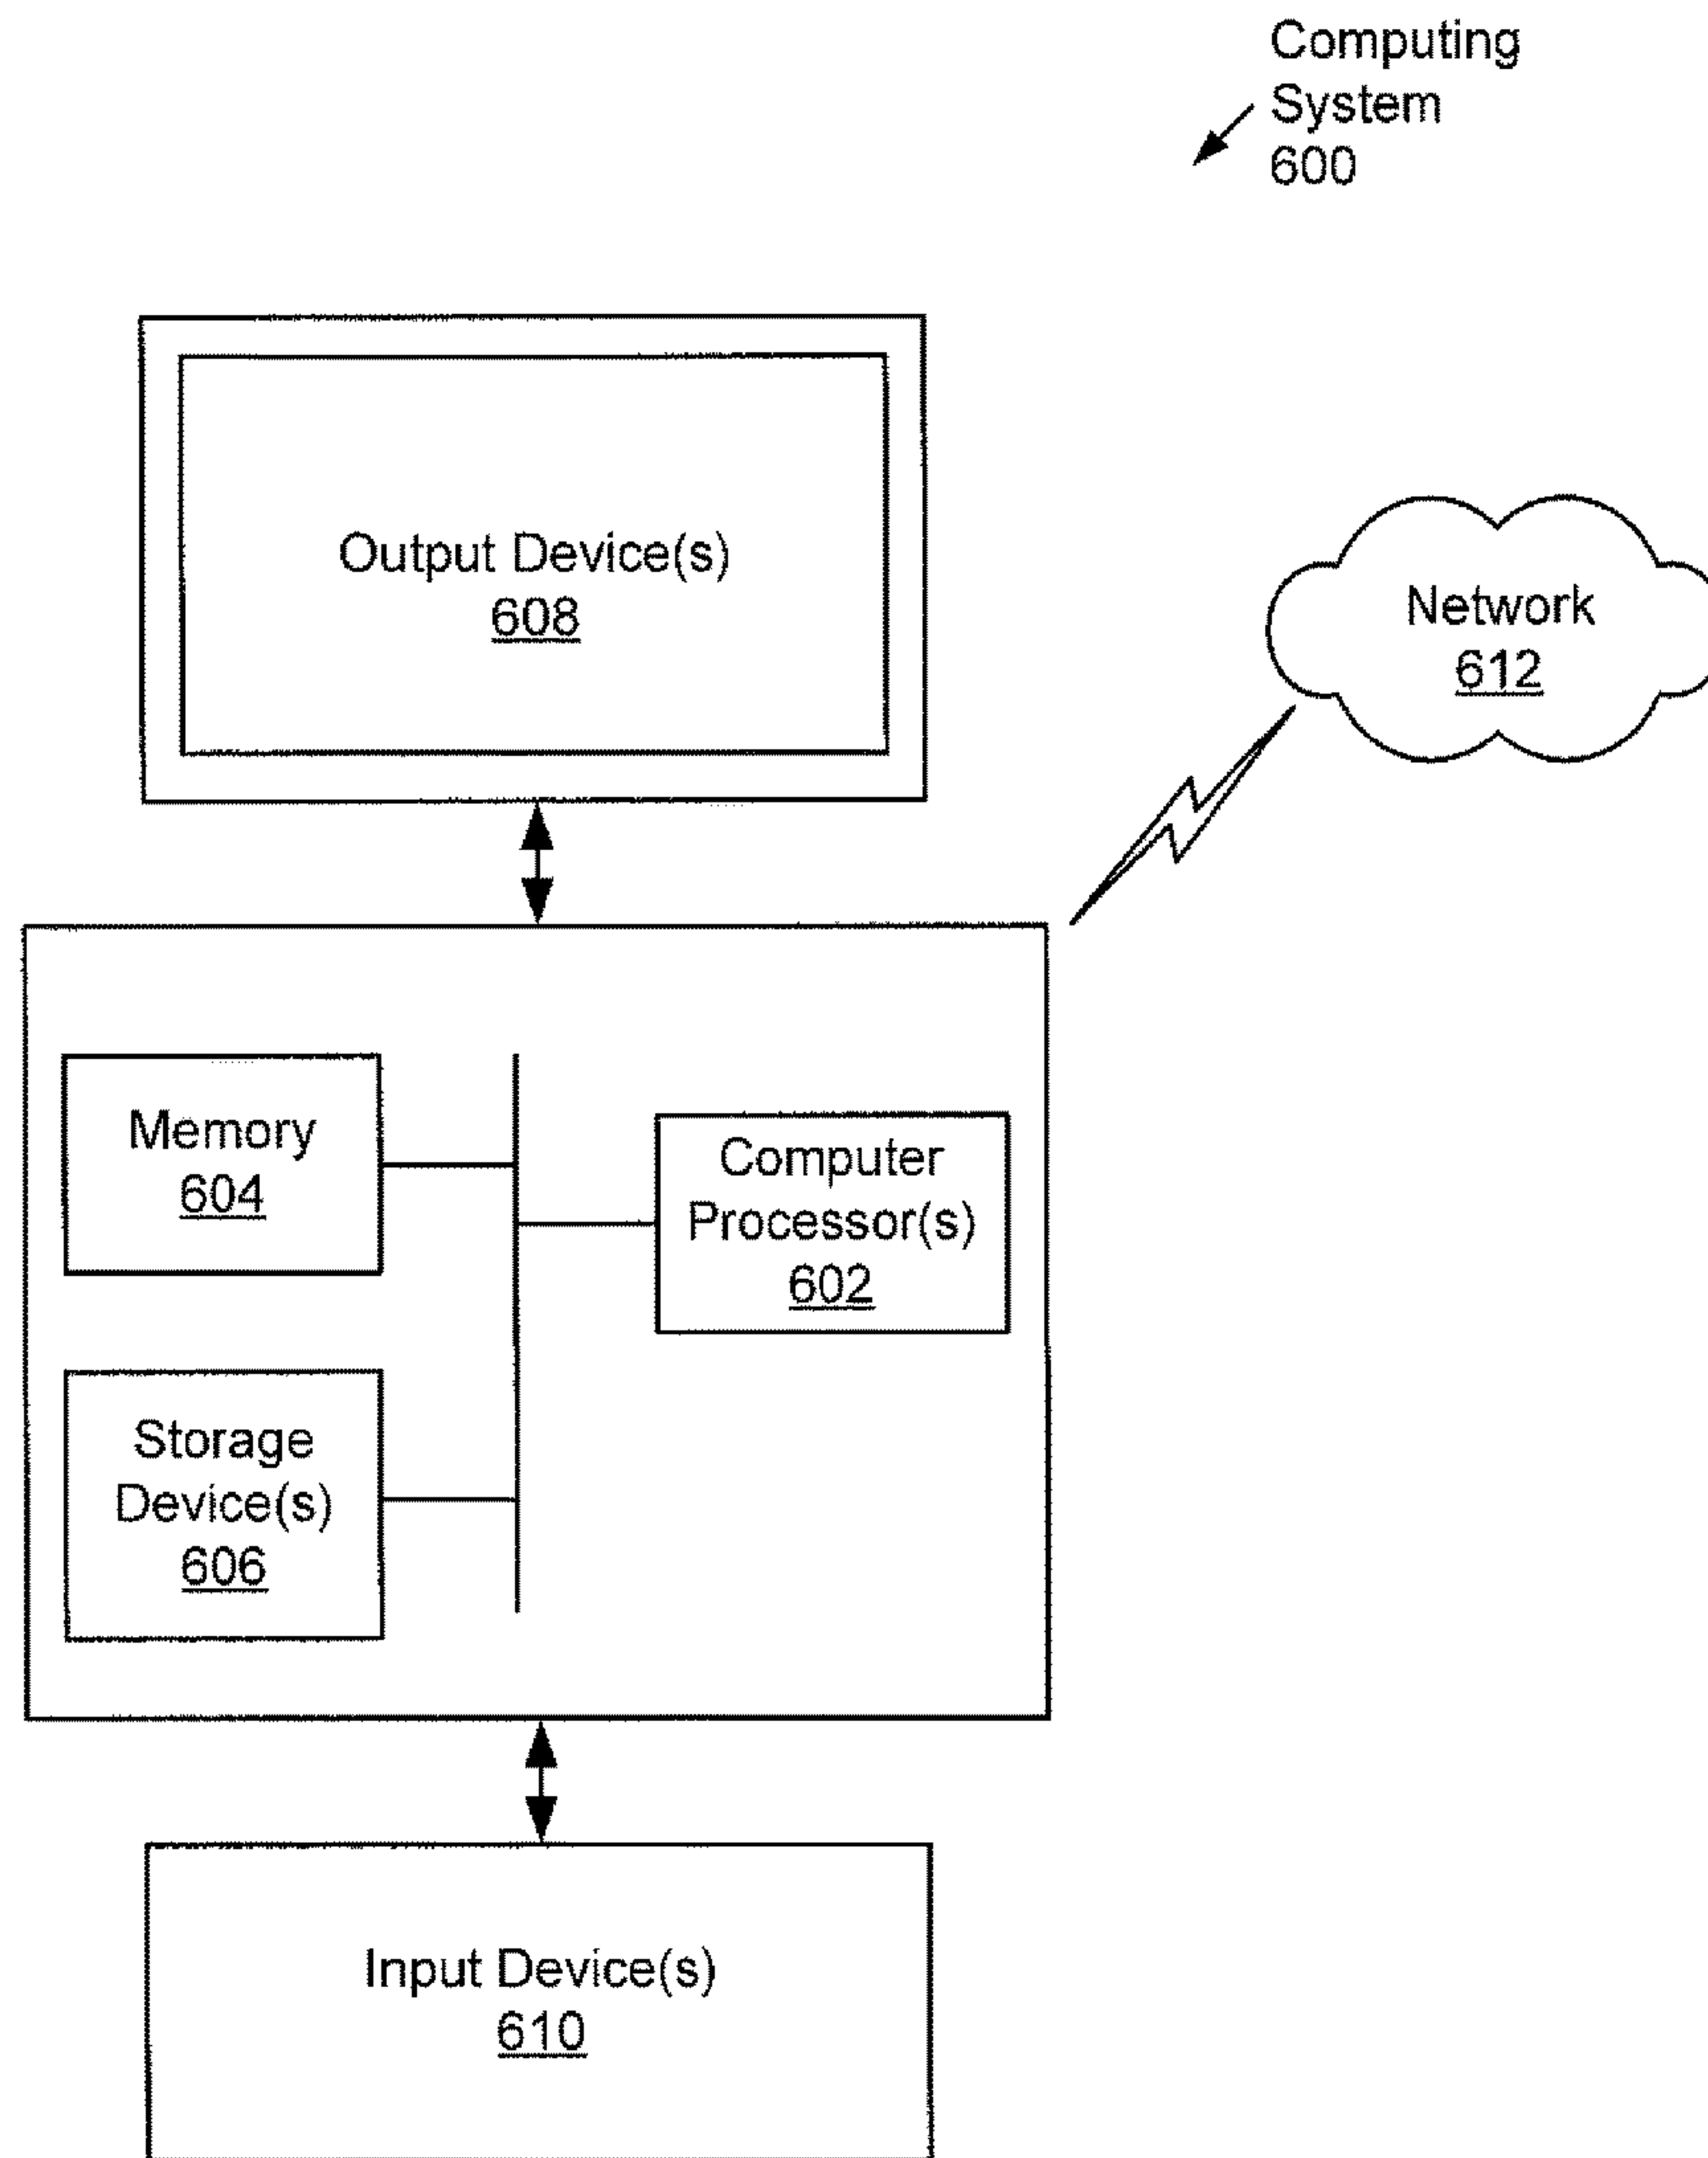 Computing
System
600
Output Device(s)
608
Network
612
Memory
604
Computer
Processor(s)
602
Storage
Device(s)
606
Input Device(s)
610